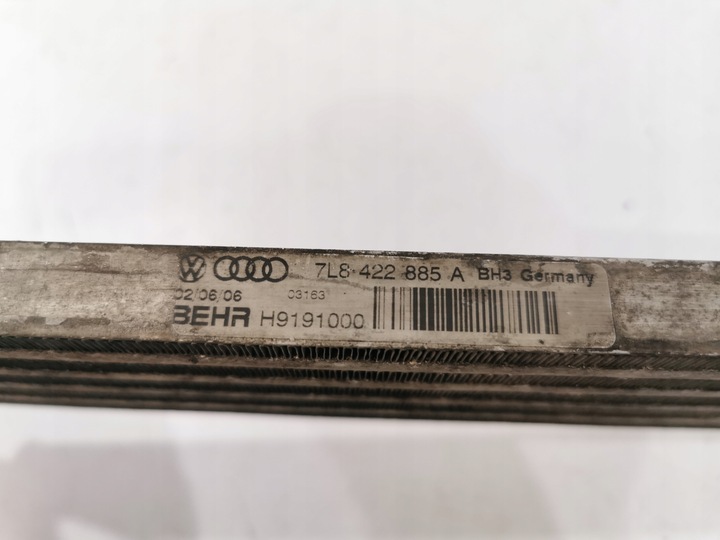 7L8 422 885 A BH3 Germany
02/06/06 03163
BEHR H9191000